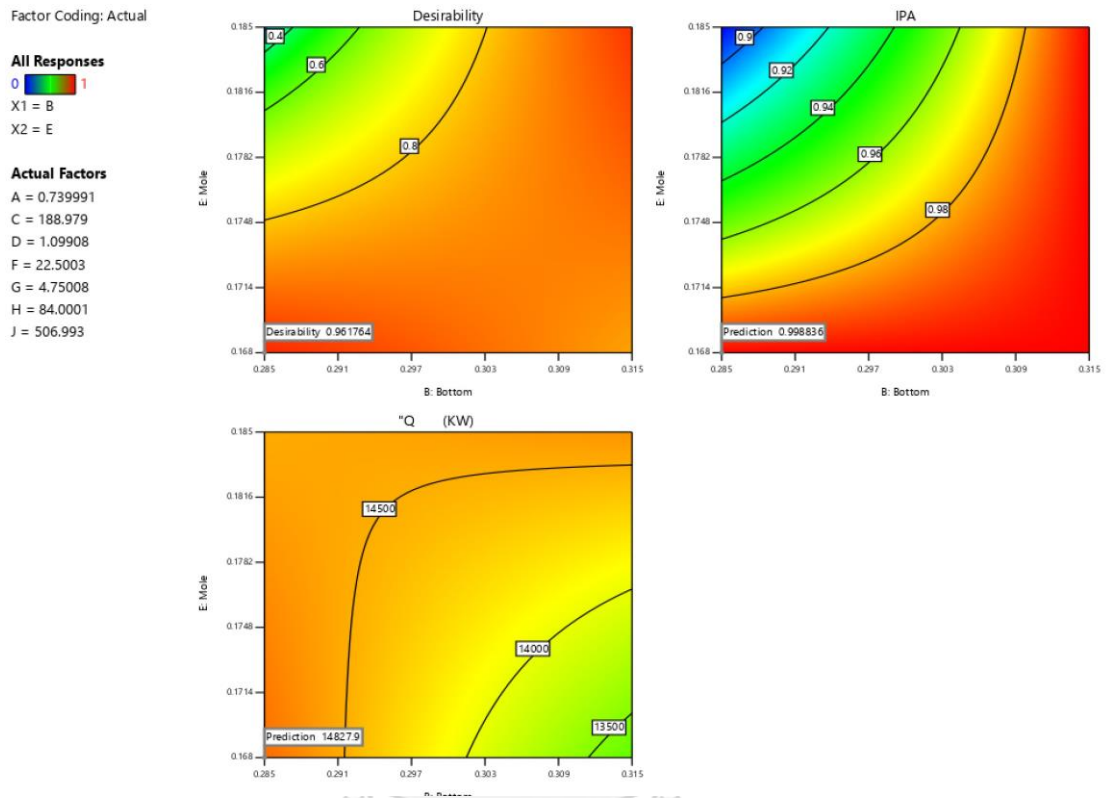 Factor Coding: Actual
All Responses
0 1
X1 = B
X2 = E
Actual Factors
A = 0.739991
C = 188.979
D = 1.09908
F = 22.5003
G = 4.75008
H = 84.0001
J = 506.993
Desirability
0.185
0.1816
0.1782
0.1748
0.1714
0.168
E: Mole
0.4
0.6
0.8
Desirability 0.961764
0.285 0.291 0.297 0.303 0.309 0.315
B: Bottom
IPA
0.185
0.1816
0.1782
0.1748
0.1714
0.168
E: Mole
0.9
0.92
0.94
0.96
0.98
Prediction 0.998836
0.285 0.291 0.297 0.303 0.309 0.315
B: Bottom
"Q (KW)
0.185
0.1816
0.1782
0.1748
0.1714
0.168
E: Mole
14500
14000
13500
Prediction 14827.9
0.285 0.291 0.297 0.303 0.309 0.315
B: Bottom